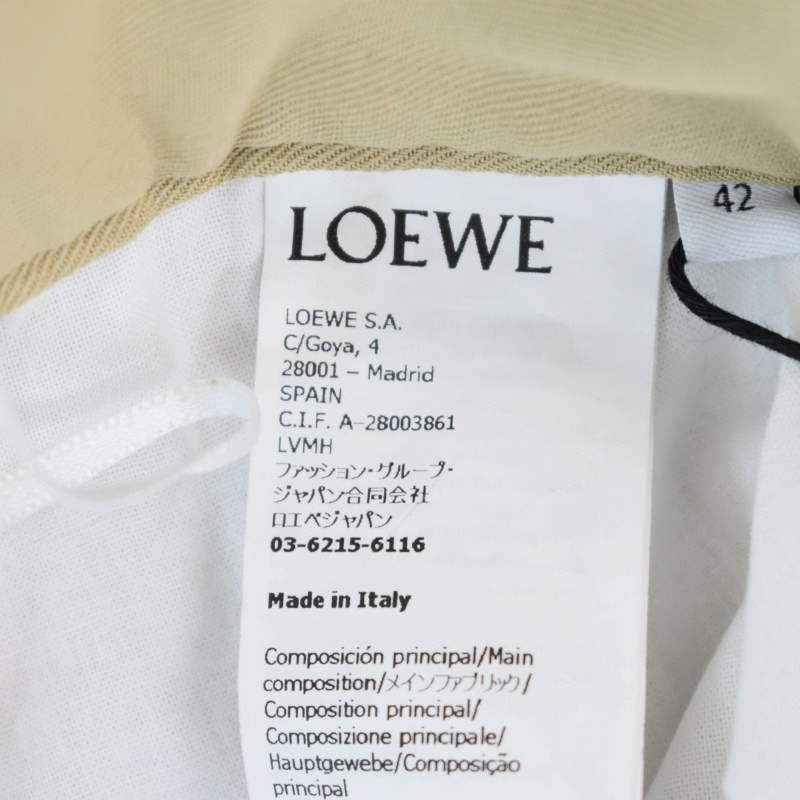 LOEWE
42
LOEWE S.A.
C/Goya, 4
28001 – Madrid
SPAIN
C.I.F. A-28003861
LVMH
ファッション・グループ・
ジャパン合同会社
ロエベジャパン
03-6215-6116
Made in Italy
Composición principal/Main
composition/メインファブリック/
Composition principal/
Composizione principale/
Hauptgewebe/Composição
principal